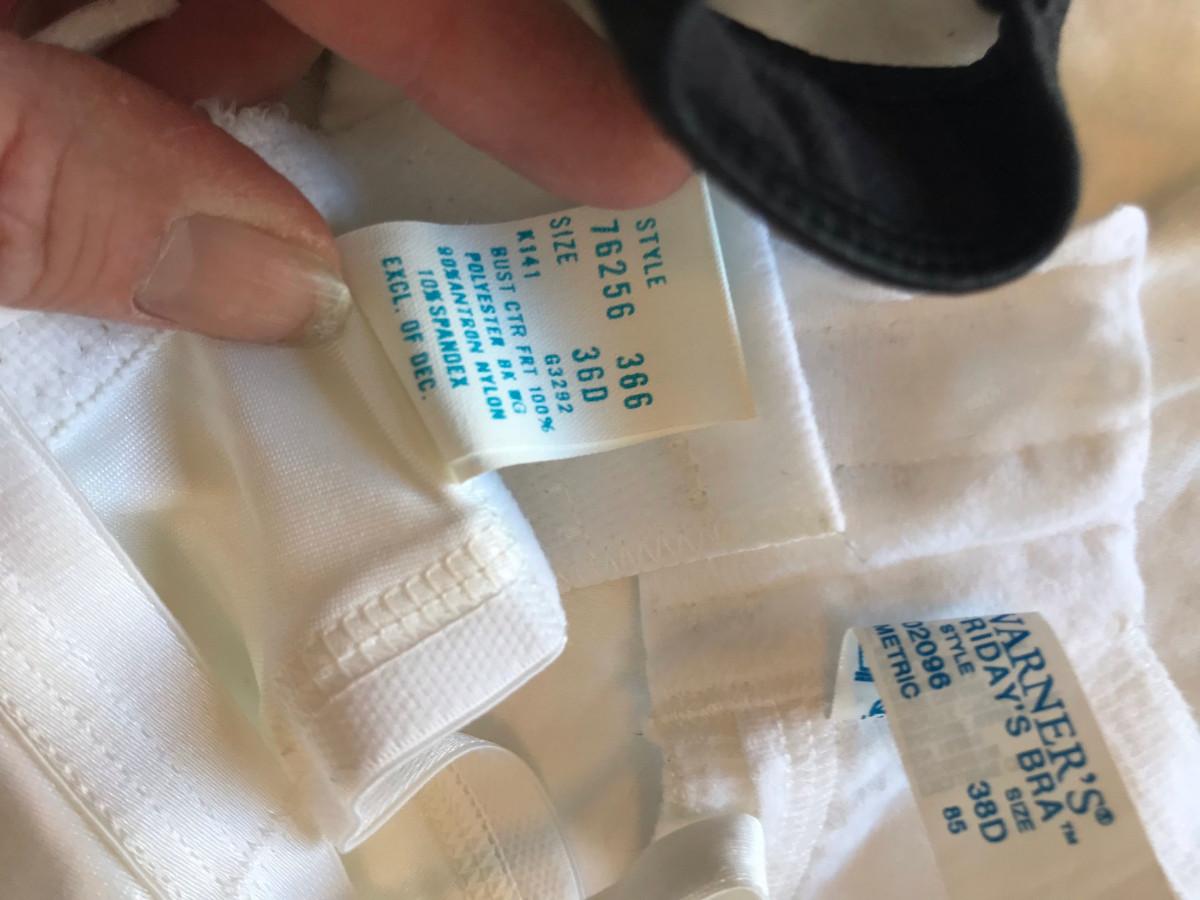 STYLE
76256 366
SIZE 36D
K141 G3292
BUST CTR FRT 100%
POLYESTER BK WG
90%ANTRON NYLON
10%SPANDEX
EXCL. OF DEC.
WARNER'S®
FRIDAY'S BRA™
STYLE SIZE
02096 38D
METRIC 85